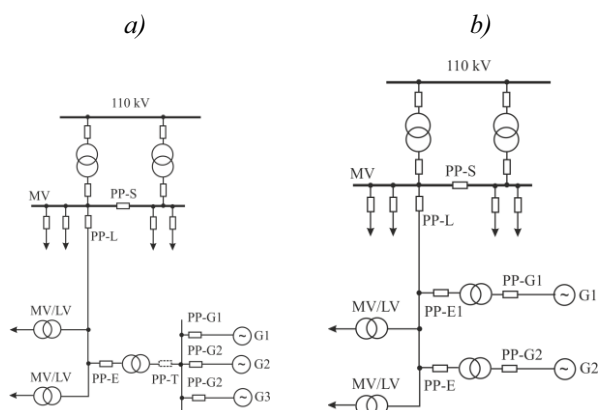 a)
110 kV
MV
PP-S
PP-L
MV/LV
PP-G1
G1
PP-G2
G2
PP-E
PP-T
MV/LV
PP-G2
G3
b)
110 kV
PP-S
MV
PP-L
PP-G1
G1
PP-E1
MV/LV
PP-G2
G2
MV/LV
PP-E